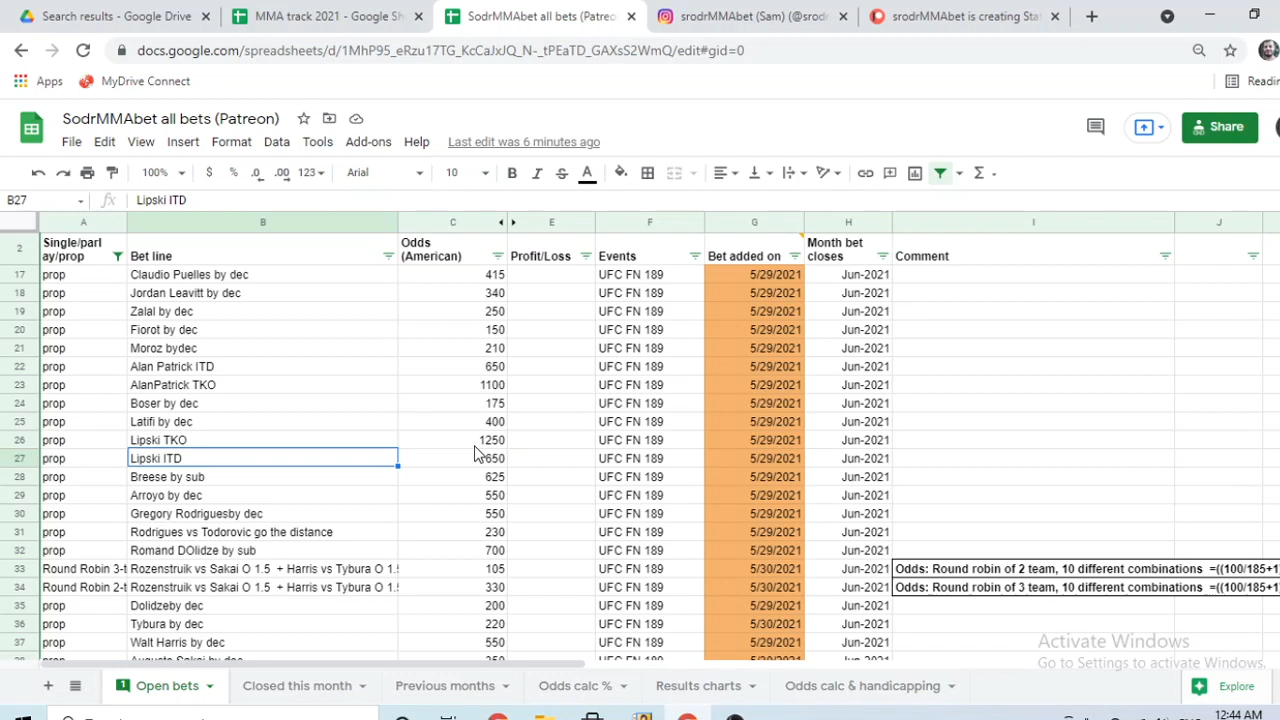 Search results - Google Drive
MMA track 2021 - Google Sh
SodrMMAbet all bets (Patreo
srodrMMAbet (Sam) (@srod
srodrMMAbet is creating Sta
docs.google.com/spreadsheets/d/1MhP95_eRzu17TG_KcCaJxJQ_N-_tPEaTD_GAXsS2WmQ/edit#gid=0
Apps MyDrive Connect Readin
SodrMMAbet all bets (Patreon)
File Edit View Insert Format Data Tools Add-ons Help Last edit was 6 minutes ago
Share
100% $ % .0 .00 123 Arial 10 B I S A
B27 fx Lipski ITD
A B C E F G H I J
2 Single/parlay/prop Bet line Odds (American) Profit/Loss Events Bet added on Month bet closes Comment
17 prop Claudio Puelles by dec 415 UFC FN 189 5/29/2021 Jun-2021
18 prop Jordan Leavitt by dec 340 UFC FN 189 5/29/2021 Jun-2021
19 prop Zalal by dec 250 UFC FN 189 5/29/2021 Jun-2021
20 prop Fiorot by dec 150 UFC FN 189 5/29/2021 Jun-2021
21 prop Moroz bydec 210 UFC FN 189 5/29/2021 Jun-2021
22 prop Alan Patrick ITD 650 UFC FN 189 5/29/2021 Jun-2021
23 prop AlanPatrick TKO 1100 UFC FN 189 5/29/2021 Jun-2021
24 prop Boser by dec 175 UFC FN 189 5/29/2021 Jun-2021
25 prop Latifi by dec 400 UFC FN 189 5/29/2021 Jun-2021
26 prop Lipski TKO 1250 UFC FN 189 5/29/2021 Jun-2021
27 prop Lipski ITD 650 UFC FN 189 5/29/2021 Jun-2021
28 prop Breese by sub 625 UFC FN 189 5/29/2021 Jun-2021
29 prop Arroyo by dec 550 UFC FN 189 5/29/2021 Jun-2021
30 prop Gregory Rodriguesby dec 550 UFC FN 189 5/29/2021 Jun-2021
31 prop Rodrigues vs Todorovic go the distance 230 UFC FN 189 5/29/2021 Jun-2021
32 prop Romand DOlidze by sub 700 UFC FN 189 5/29/2021 Jun-2021
33 Round Robin 3-t Rozenstruik vs Sakai O 1.5 + Harris vs Tybura O 1.5 105 UFC FN 189 5/30/2021 Jun-2021 Odds: Round robin of 2 team, 10 different combinations =((100/185+1)
34 Round Robin 2-t Rozenstruik vs Sakai O 1.5 + Harris vs Tybura O 1.5 330 UFC FN 189 5/30/2021 Jun-2021 Odds: Round robin of 3 team, 10 different combinations =((100/185+1)
35 prop Dolidzeby dec 200 UFC FN 189 5/29/2021 Jun-2021
36 prop Tybura by dec 220 UFC FN 189 5/30/2021 Jun-2021
37 prop Walt Harris by dec 550 UFC FN 189 5/29/2021 Jun-2021
Activate Windows
Go to Settings to activate Windows.
1 Open bets Closed this month Previous months Odds calc % Results charts Odds calc & handicapping Explore
12:44 AM